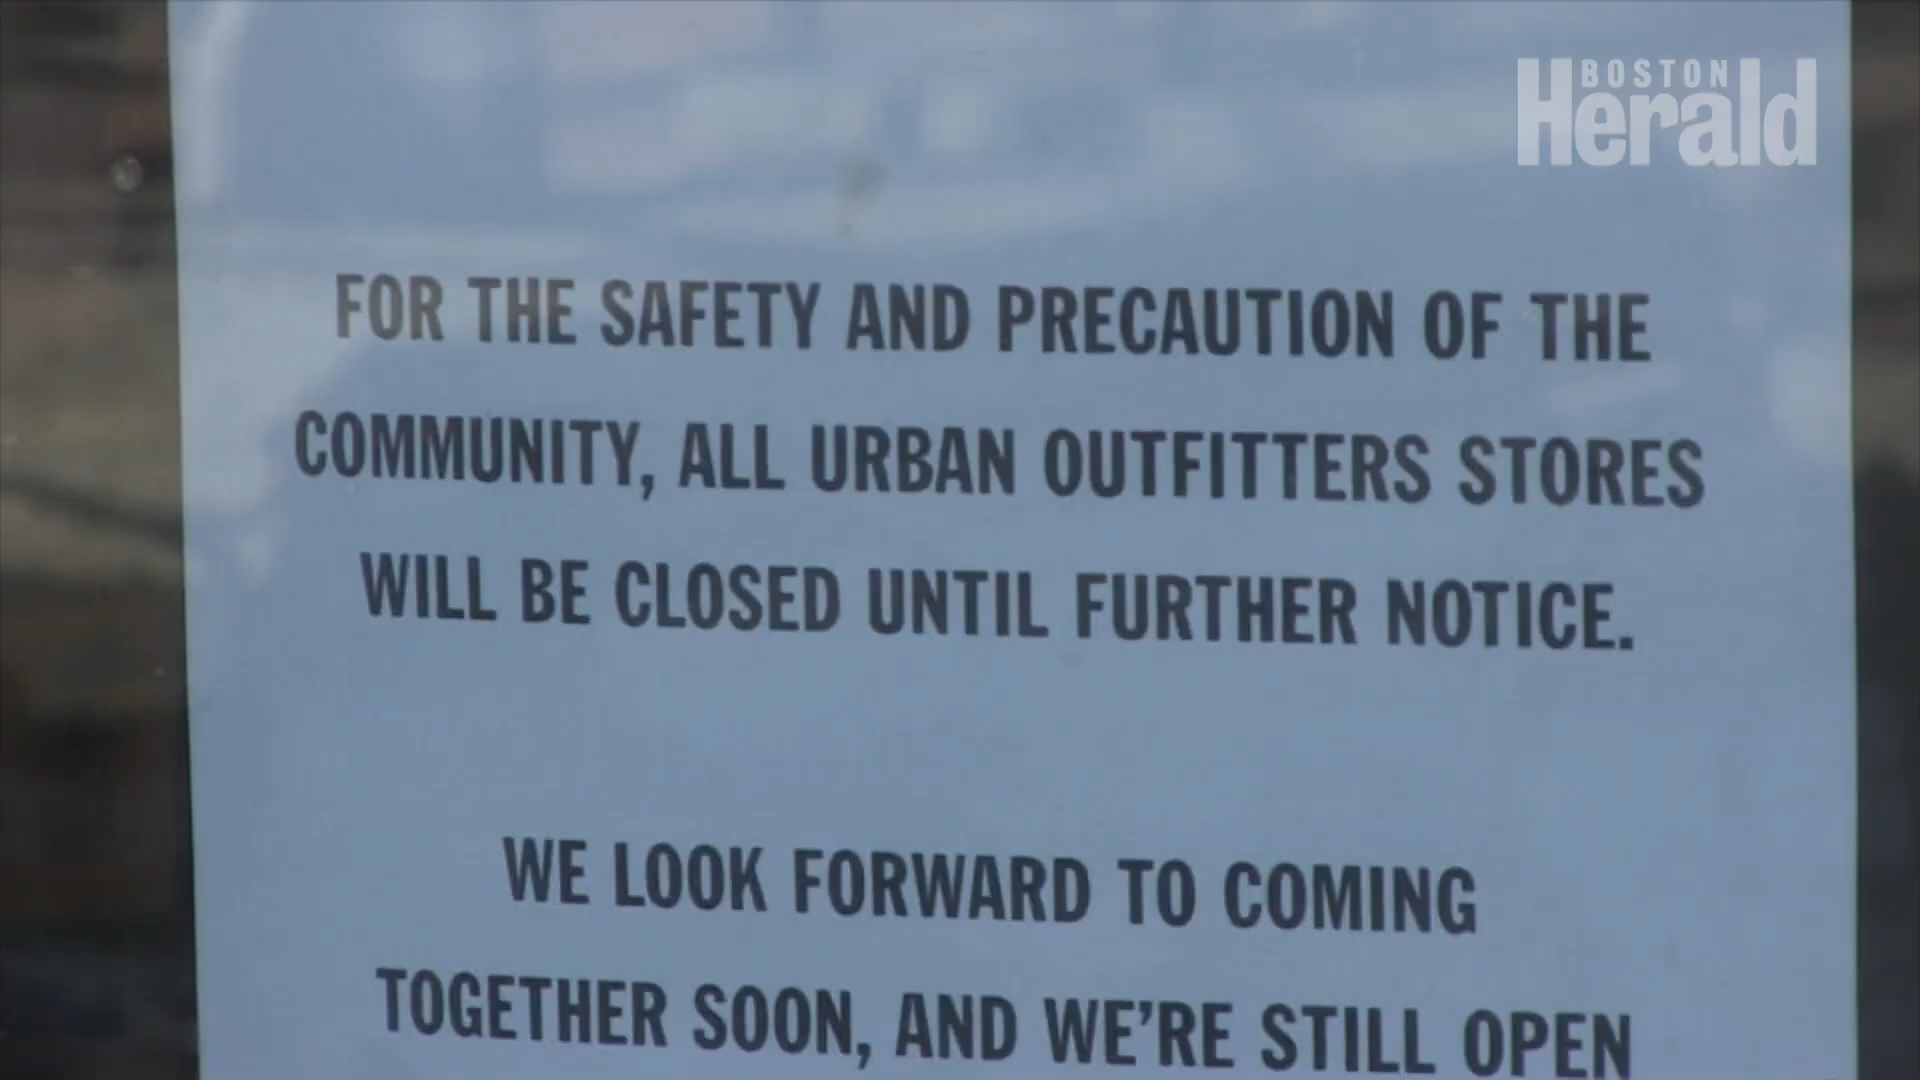 BOSTON
Herald
FOR THE SAFETY AND PRECAUTION OF THE
COMMUNITY, ALL URBAN OUTFITTERS STORES
WILL BE CLOSED UNTIL FURTHER NOTICE.
WE LOOK FORWARD TO COMING
TOGETHER SOON, AND WE'RE STILL OPEN